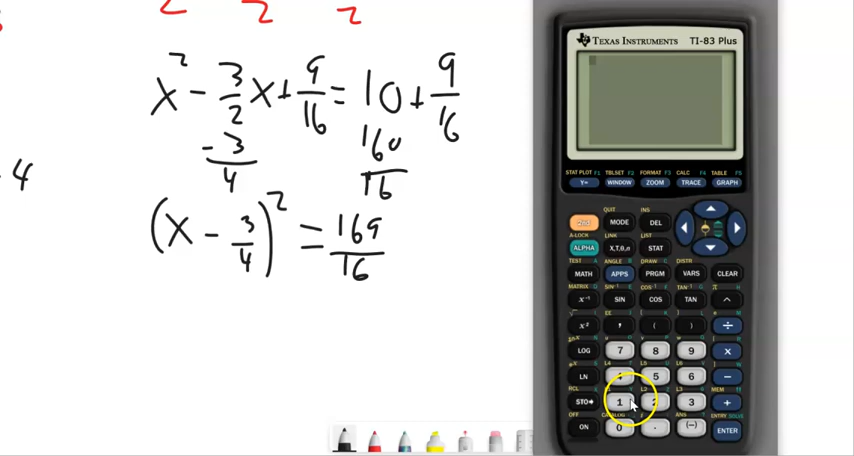 2 2 2
x² - 3/2 x + 9/16 = 10 + 9/16
-3/4 160/16
- 4
(x - 3/4)² = 169/16
TEXAS INSTRUMENTS TI-83 Plus
STAT PLOT F1 TBLSET F2 FORMAT F3 CALC F4 TABLE F5
Y= WINDOW ZOOM TRACE GRAPH
QUIT INS
2nd MODE DEL
A-LOCK LINK LIST
ALPHA X,T,θ,n STAT
TEST A ANGLE B DRAW C DISTR
MATH APPS PRGM VARS CLEAR
MATRIX D SIN⁻¹ E COS⁻¹ F TAN⁻¹ G π H
x⁻¹ SIN COS TAN ^
EE J
x² , ( ) ÷
LOG 7 8 9 x
L4 L5 L6
LN 4 5 6 −
RCL X L1 Y L2 Z L3 MEM
STO➔ 1 2 3 +
OFF CATALOG ANS ENTRY SOLVE
ON 0 . (−) ENTER